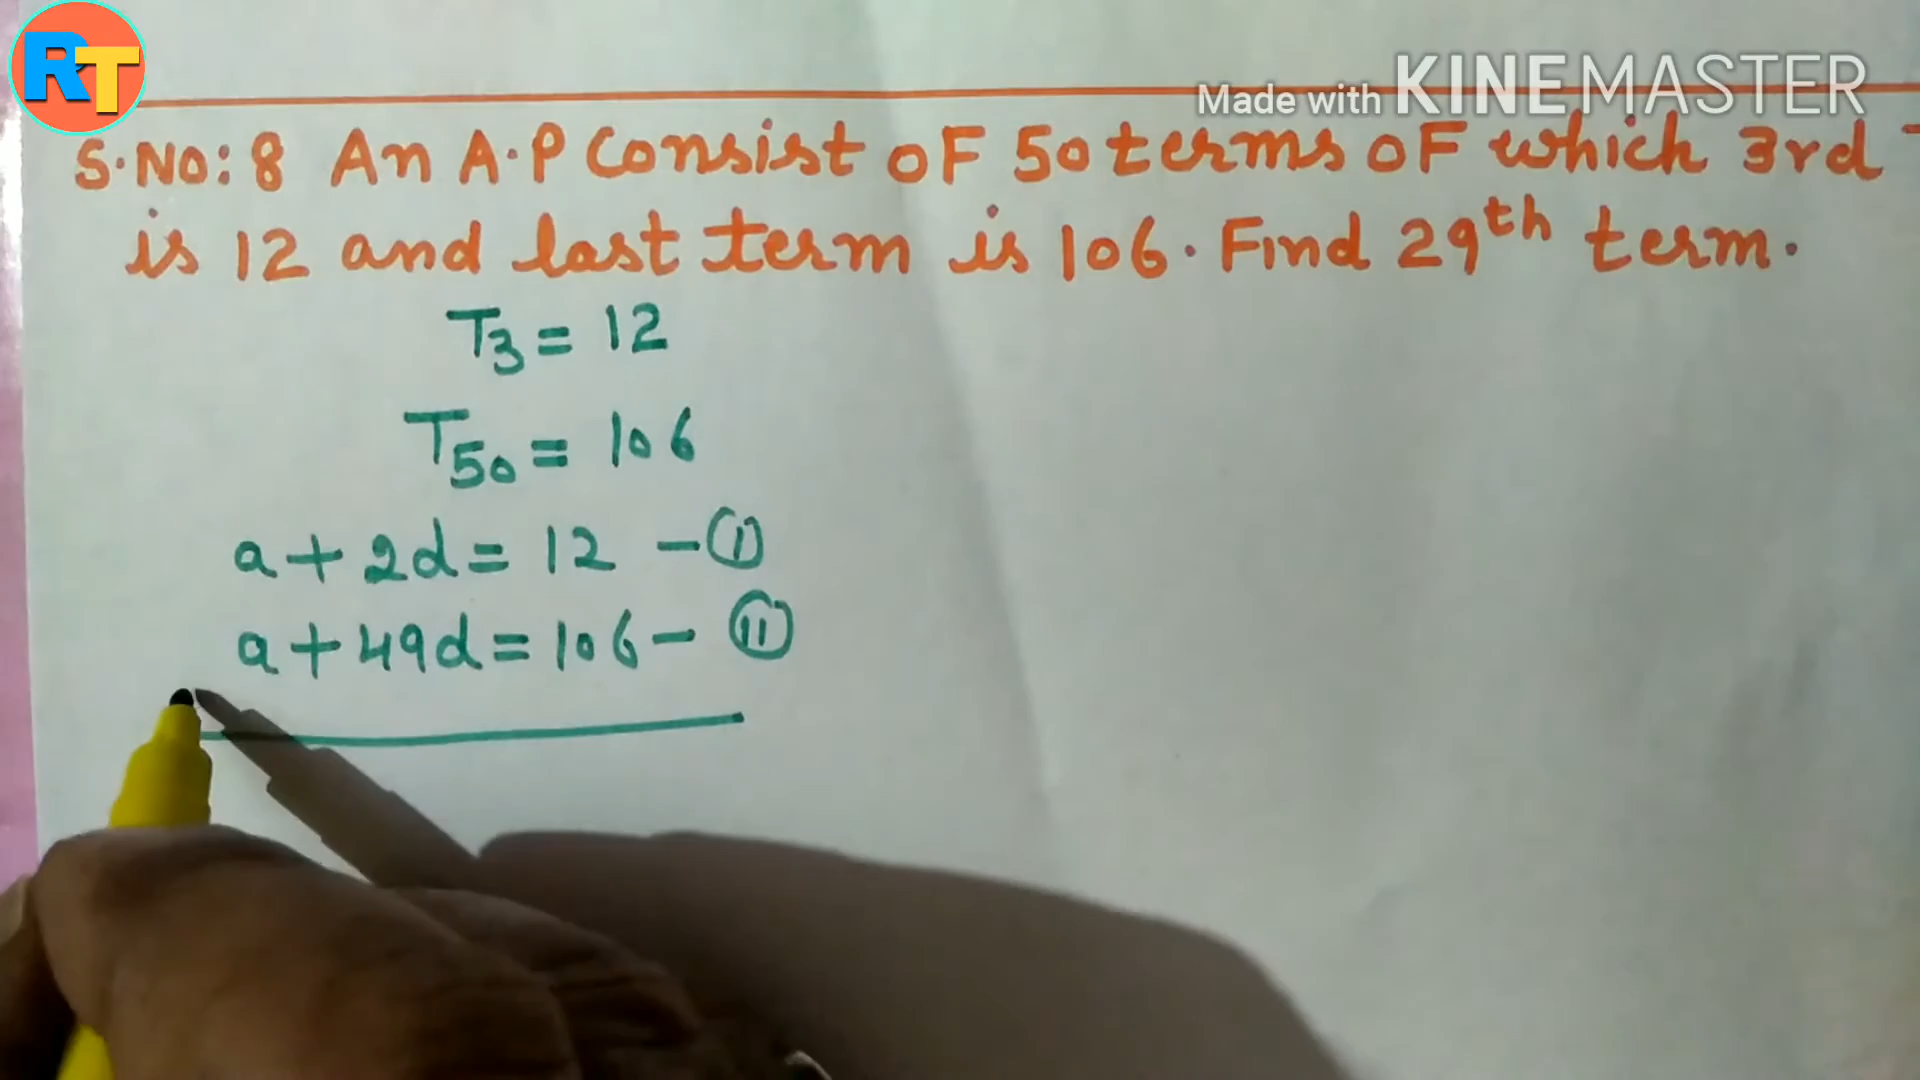 RT
Made with KINEMASTER
S.No: 8 An A.P Consist OF 50 terms OF which 3rd
is 12 and last term is 106. Find 29th term.
T3 = 12
T50 = 106
a + 2d = 12 - (I)
a + 49d = 106 - (II)